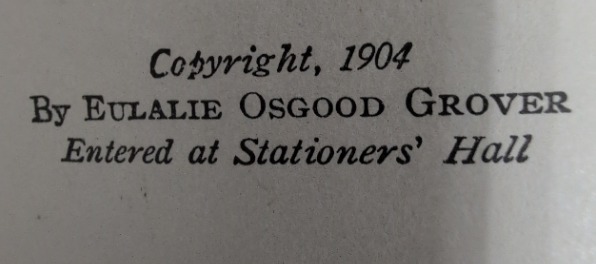 Copyright, 1904
By EULALIE OSGOOD GROVER
Entered at Stationers' Hall